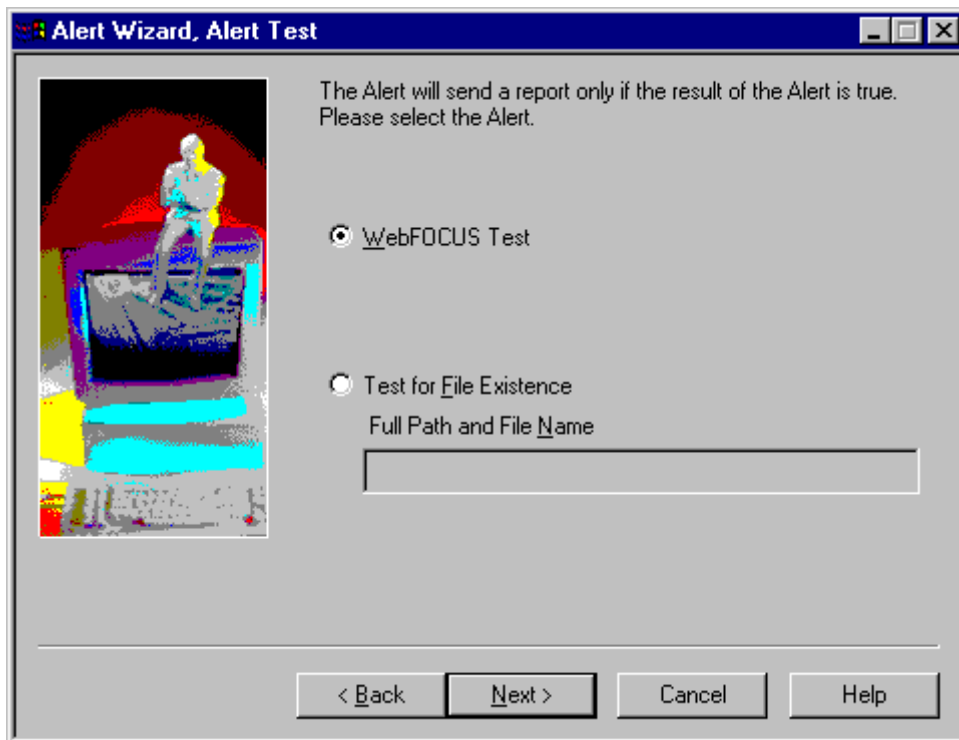 Alert Wizard, Alert Test
The Alert will send a report only if the result of the Alert is true.
Please select the Alert.
WebFOCUS Test
Test for File Existence
Full Path and File Name
< Back
Next >
Cancel
Help